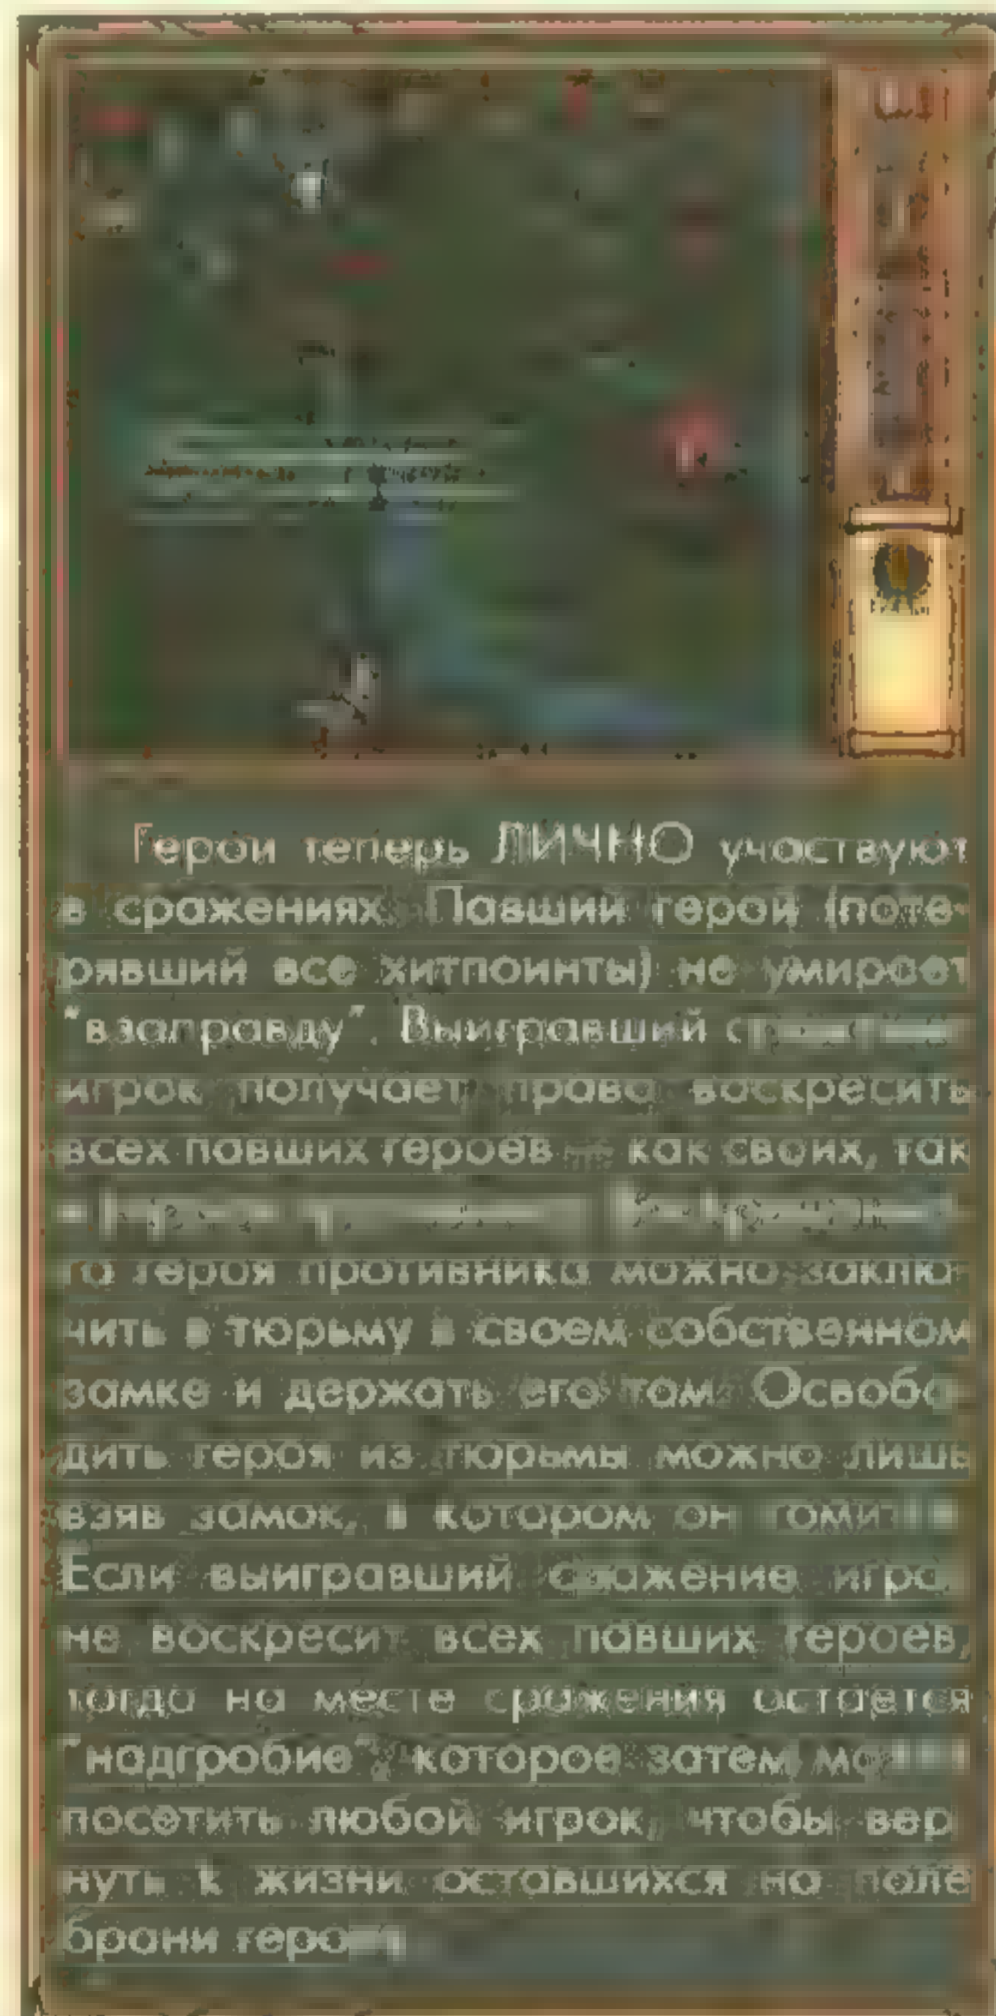 Герои теперь ЛИЧНО участвуют
в сражениях. Павший герой (поте-
рявший все хитпоинты) не умирает
"взаправду". Выигравший
игрок получает право воскресить
всех павших героев — как своих, так
го героя противника можно заклю-
чить в тюрьму в своем собственном
замке и держать его там. Освобо-
дить героя из тюрьмы можно лишь
взяв замок, в котором он
Если выигравший сражение игрок
не воскресит всех павших героев,
тогда на месте сражения остается
"надгробие", которое затем можно
посетить любой игрок, чтобы вер-
нуть к жизни оставшихся на поле
брани героев.